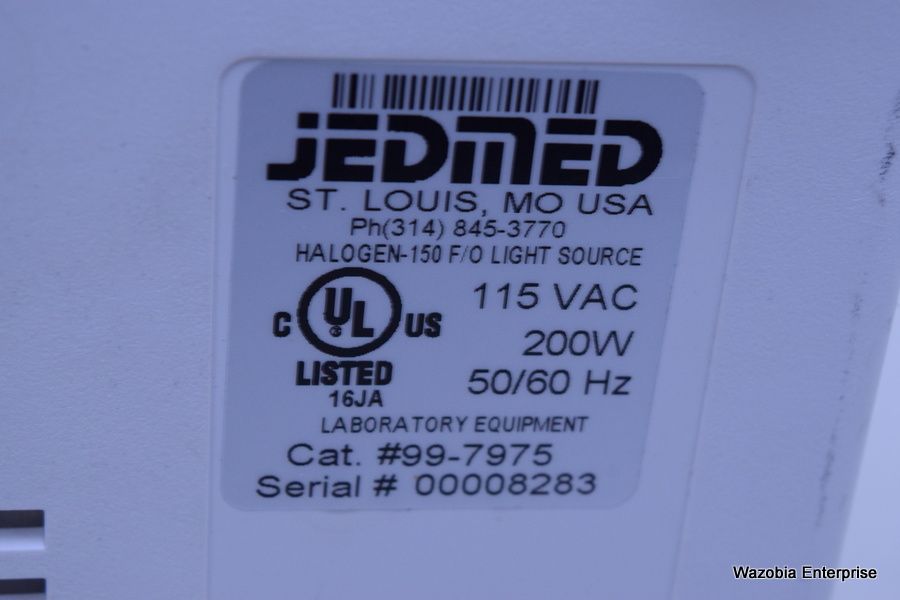 JEDMED
ST. LOUIS, MO USA
Ph(314) 845-3770
HALOGEN-150 F/O LIGHT SOURCE
C UL US
LISTED
16JA
115 VAC
200W
50/60 Hz
LABORATORY EQUIPMENT
Cat. #99-7975
Serial # 00008283
Wazobia Enterprise